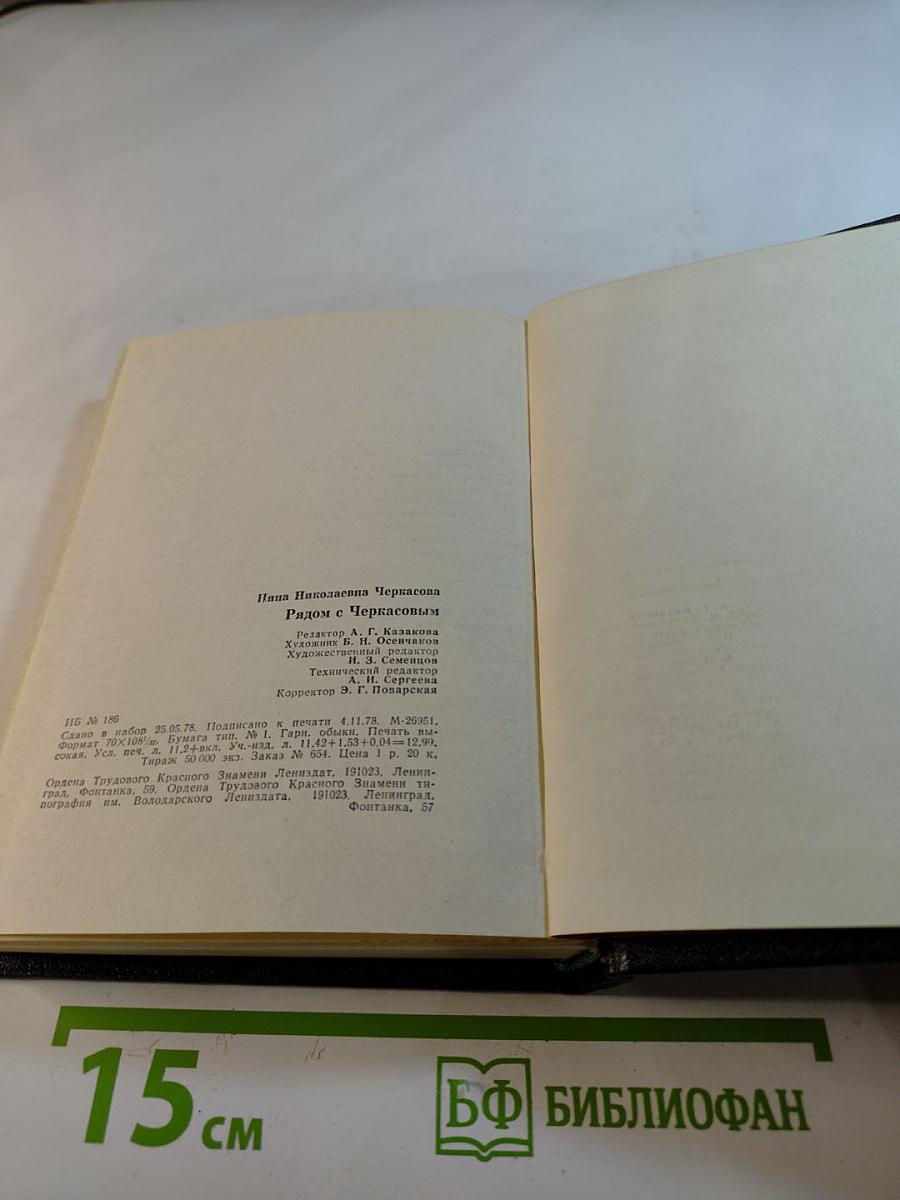 Нина Николаевна Черкасова
Рядом с Черкасовым
Редактор А. Г. Казакова
Художник Б. Н. Осенчаков
Художественный редактор
И. З. Семенцов
Технический редактор
А. И. Сергеева
Корректор Э. Г. Поварская
ИБ № 186
Сдано в набор 25.05.78. Подписано к печати 4.11.78. М-26951.
Формат 70×108¹/₃₂. Бумага тип. № 1. Гарн. обыкн. Печать вы-
сокая. Усл. печ. л. 11,2+вкл. Уч.-изд. л. 11,42+1,53+0,04=12,99.
Тираж 50 000 экз. Заказ № 654. Цена 1 р. 20 к.
Ордена Трудового Красного Знамени Лениздат, 191023, Ленин-
град, Фонтанка, 59. Ордена Трудового Красного Знамени ти-
пография им. Володарского Лениздата, 191023, Ленинград,
Фонтанка, 57
15 см
БФ БИБЛИОФАН